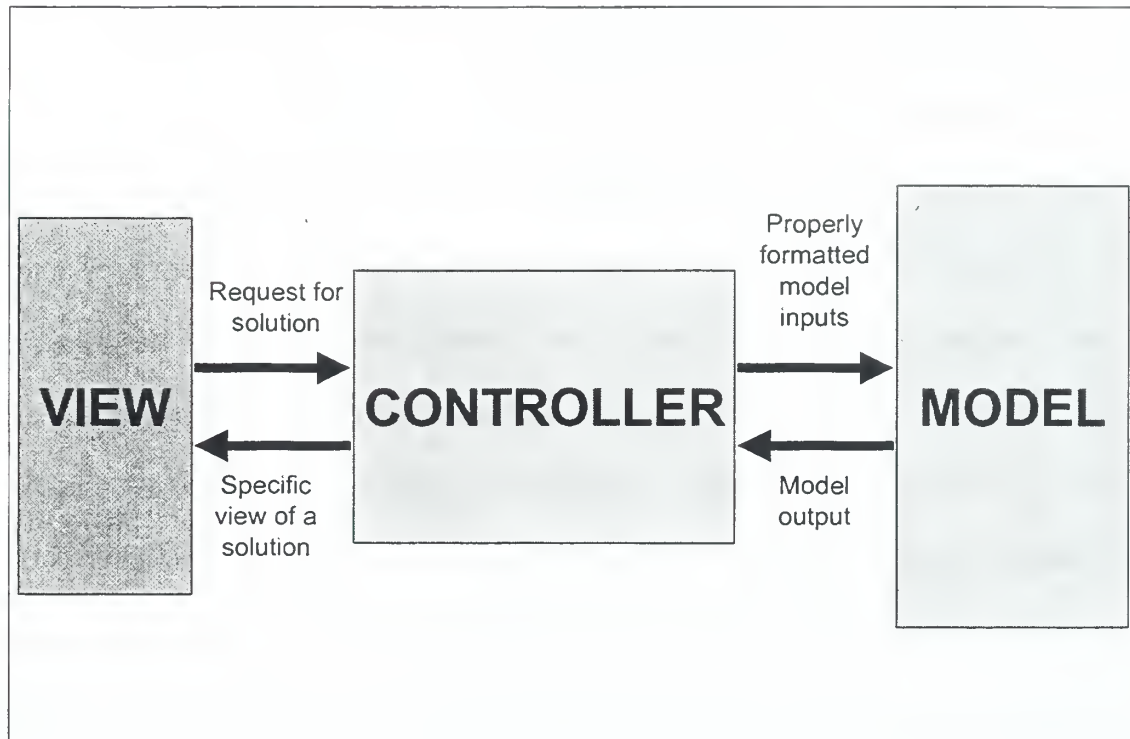 VIEW
Request for
solution
Specific
view of a
solution
CONTROLLER
Properly
formatted
model
inputs
Model
output
MODEL